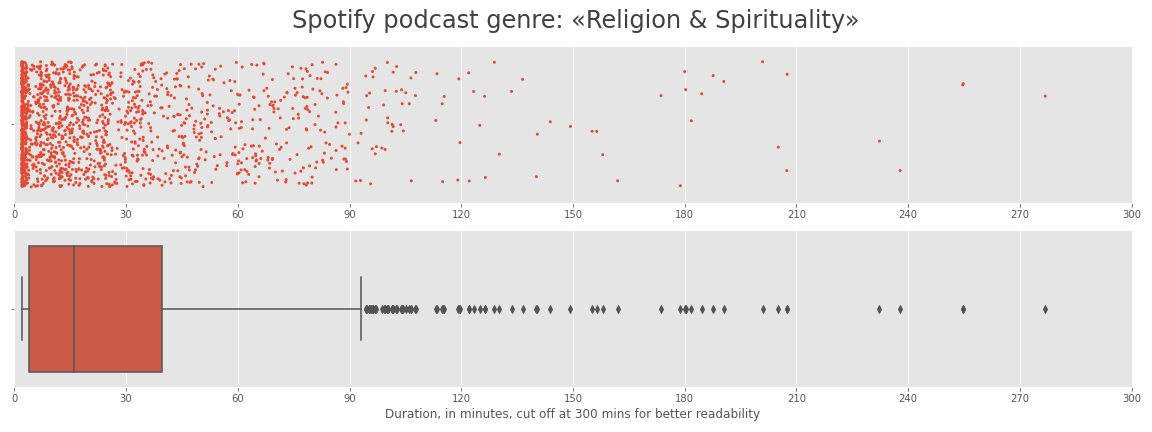 Spotify podcast genre: «Religion & Spirituality»
0 30 60 90 120 150 180 210 240 270 300
0 30 60 90 120 150 180 210 240 270 300
Duration, in minutes, cut off at 300 mins for better readability